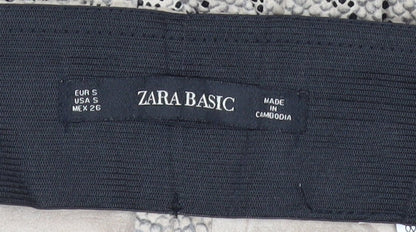 EUR S
USA S
MEX 26
ZARA BASIC
MADE
IN
CAMBODIA